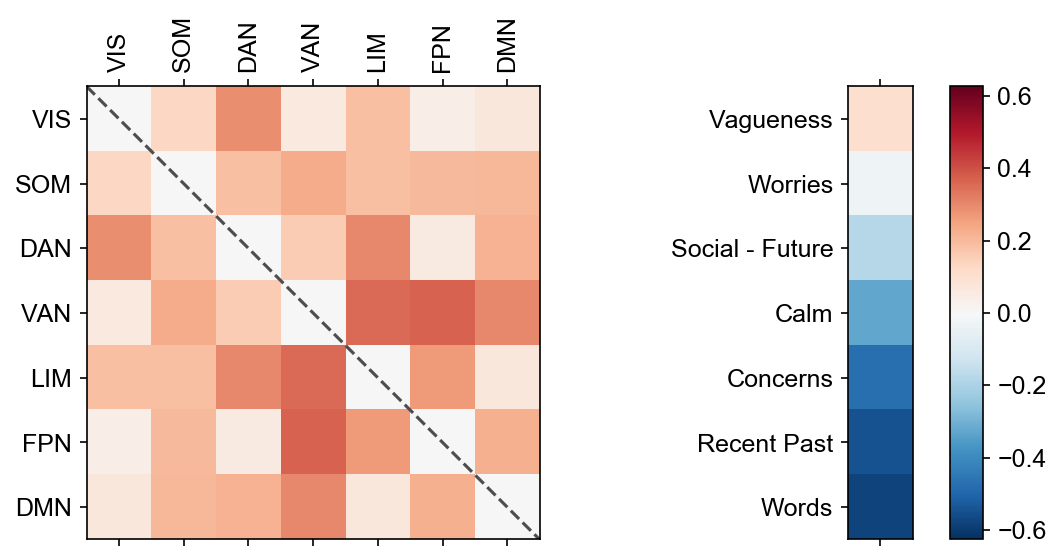 VIS SOM DAN VAN LIM FPN DMN
VIS
SOM
DAN
VAN
LIM
FPN
DMN
Vagueness
Worries
Social - Future
Calm
Concerns
Recent Past
Words
0.6
0.4
0.2
0.0
−0.2
−0.4
−0.6